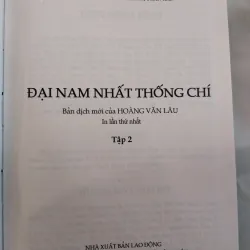 ĐẠI NAM NHẤT THỐNG CHÍ
Bản dịch mới của HOÀNG VĂN LÂU
In lần thứ nhất
Tập 2
NHÀ XUẤT BẢN LAO ĐỘNG